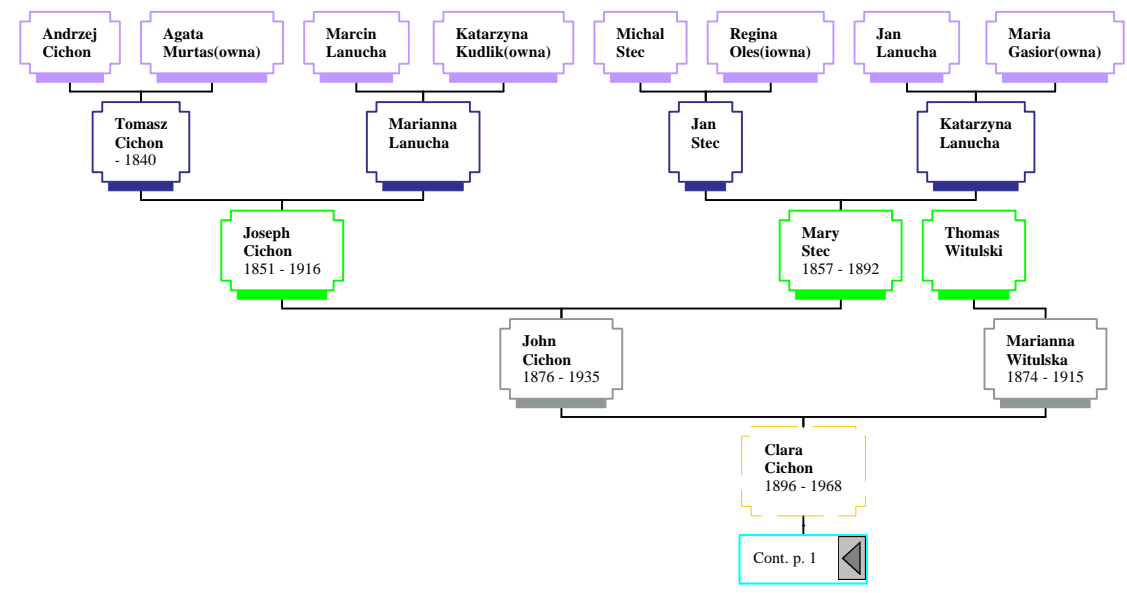 Andrzej
Cichon
Agata
Murtas(owna)
Marcin
Lanucha
Katarzyna
Kudlik(owna)
Michal
Stec
Regina
Oles(iowna)
Jan
Lanucha
Maria
Gasior(owna)
Tomasz
Cichon
- 1840
Marianna
Lanucha
Jan
Stec
Katarzyna
Lanucha
Joseph
Cichon
1851 - 1916
Mary
Stec
1857 - 1892
Thomas
Witulski
John
Cichon
1876 - 1935
Marianna
Witulska
1874 - 1915
Clara
Cichon
1896 - 1968
Cont. p. 1